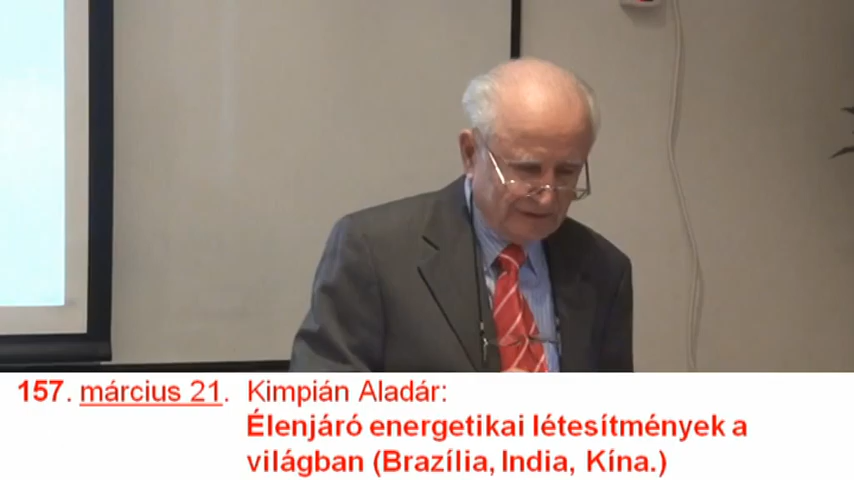 157. március 21. Kimpián Aladár:
Élenjáró energetikai létesítmények a
világban (Brazília, India, Kína.)